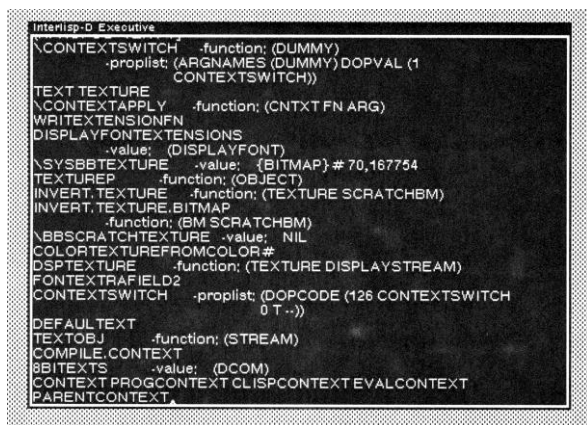 Interlisp-D Executive
\CONTEXTSWITCH -function; (DUMMY)
-proplist; (ARGNAMES (DUMMY) DOPVAL (1
CONTEXTSWITCH))
TEXT TEXTURE
\CONTEXTAPPLY -function; (CNTXT FN ARG)
WRITEXTENSIONFN
DISPLAYFONTEXTENSIONS
-value; (DISPLAYFONT)
\SYSBBTEXTURE -value; {BITMAP}#70,167754
TEXTUREP -function; (OBJECT)
INVERT.TEXTURE -function; (TEXTURE SCRATCHBM)
INVERT.TEXTURE.BITMAP
-function; (BM SCRATCHBM)
\BBSCRATCHTEXTURE -value; NIL
COLORTEXTUREFROMCOLOR#
DSPTEXTURE -function; (TEXTURE DISPLAYSTREAM)
FONTEXTRAFIELD2
CONTEXTSWITCH -proplist; (DOPCODE (126 CONTEXTSWITCH
0 T --))
DEFAULTEXT
TEXTOBJ -function; (STREAM)
COMPILE.CONTEXT
8BITEXTS -value; (DCOM)
CONTEXT PROGCONTEXT CLISPCONTEXT EVALCONTEXT
PARENTCONTEXT